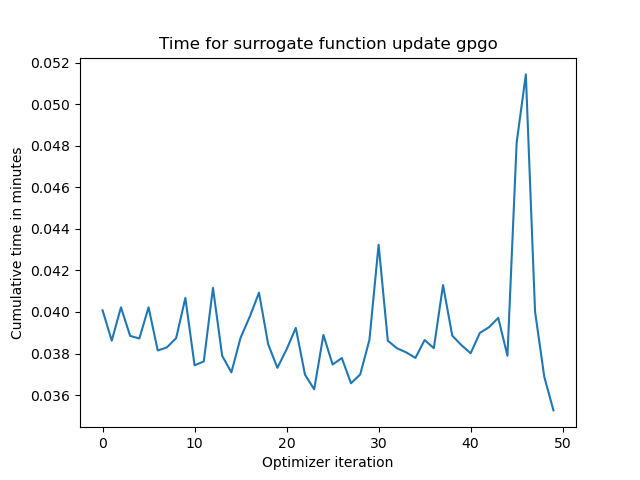 Time for surrogate function update gpgo
Cumulative time in minutes
0.052
0.050
0.048
0.046
0.044
0.042
0.040
0.038
0.036
0 10 20 30 40 50
Optimizer iteration